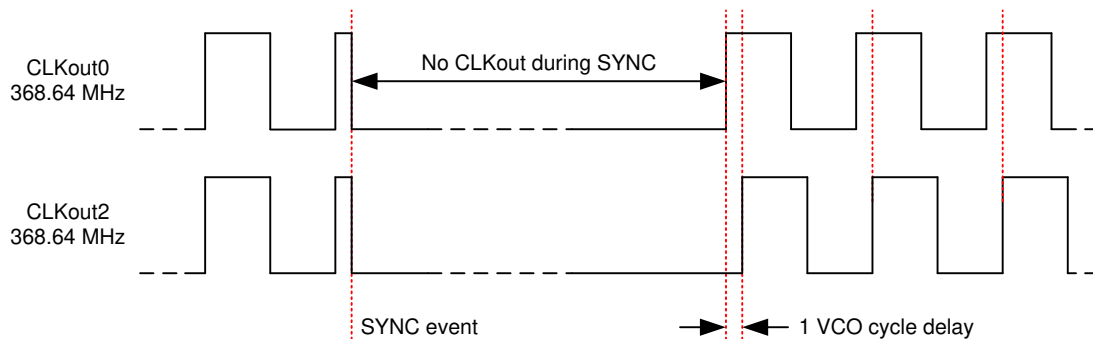 CLKout0
368.64 MHz
No CLKout during SYNC
CLKout2
368.64 MHz
SYNC event
1 VCO cycle delay